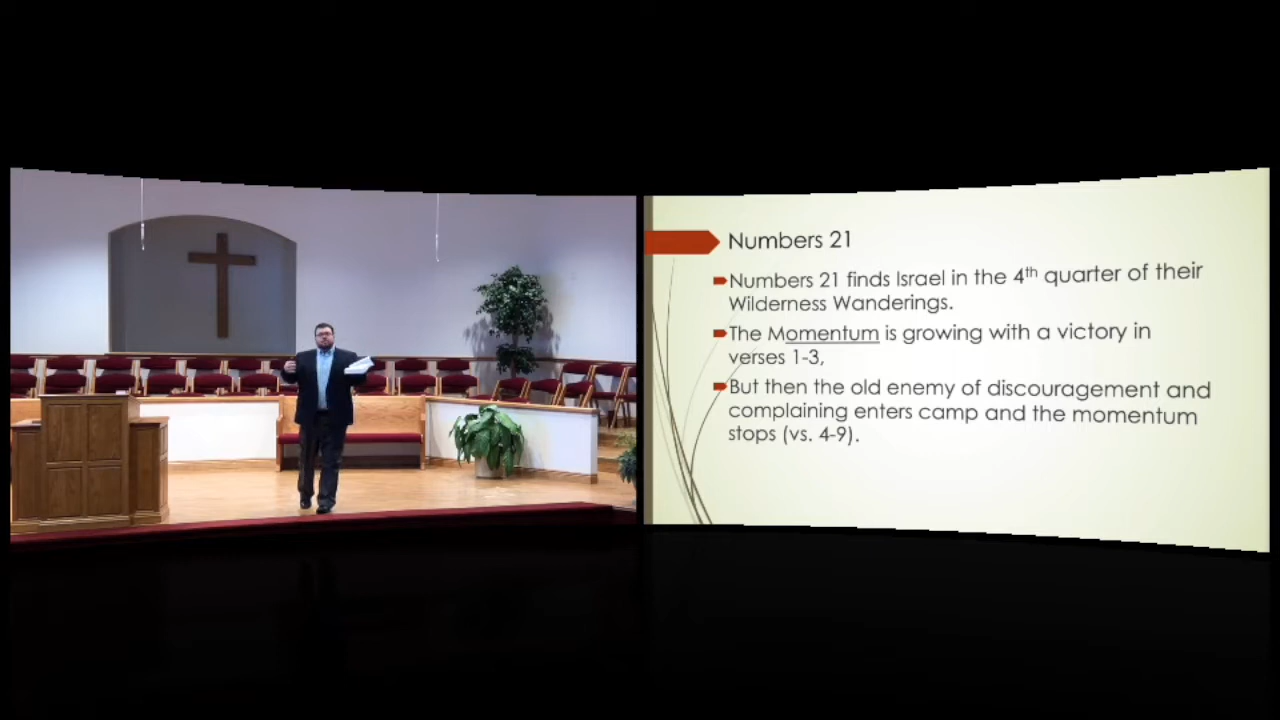 Numbers 21
Numbers 21 finds Israel in the 4th quarter of their
Wilderness Wanderings.
The Momentum is growing with a victory in
verses 1-3,
But then the old enemy of discouragement and
complaining enters camp and the momentum
stops (vs. 4-9).